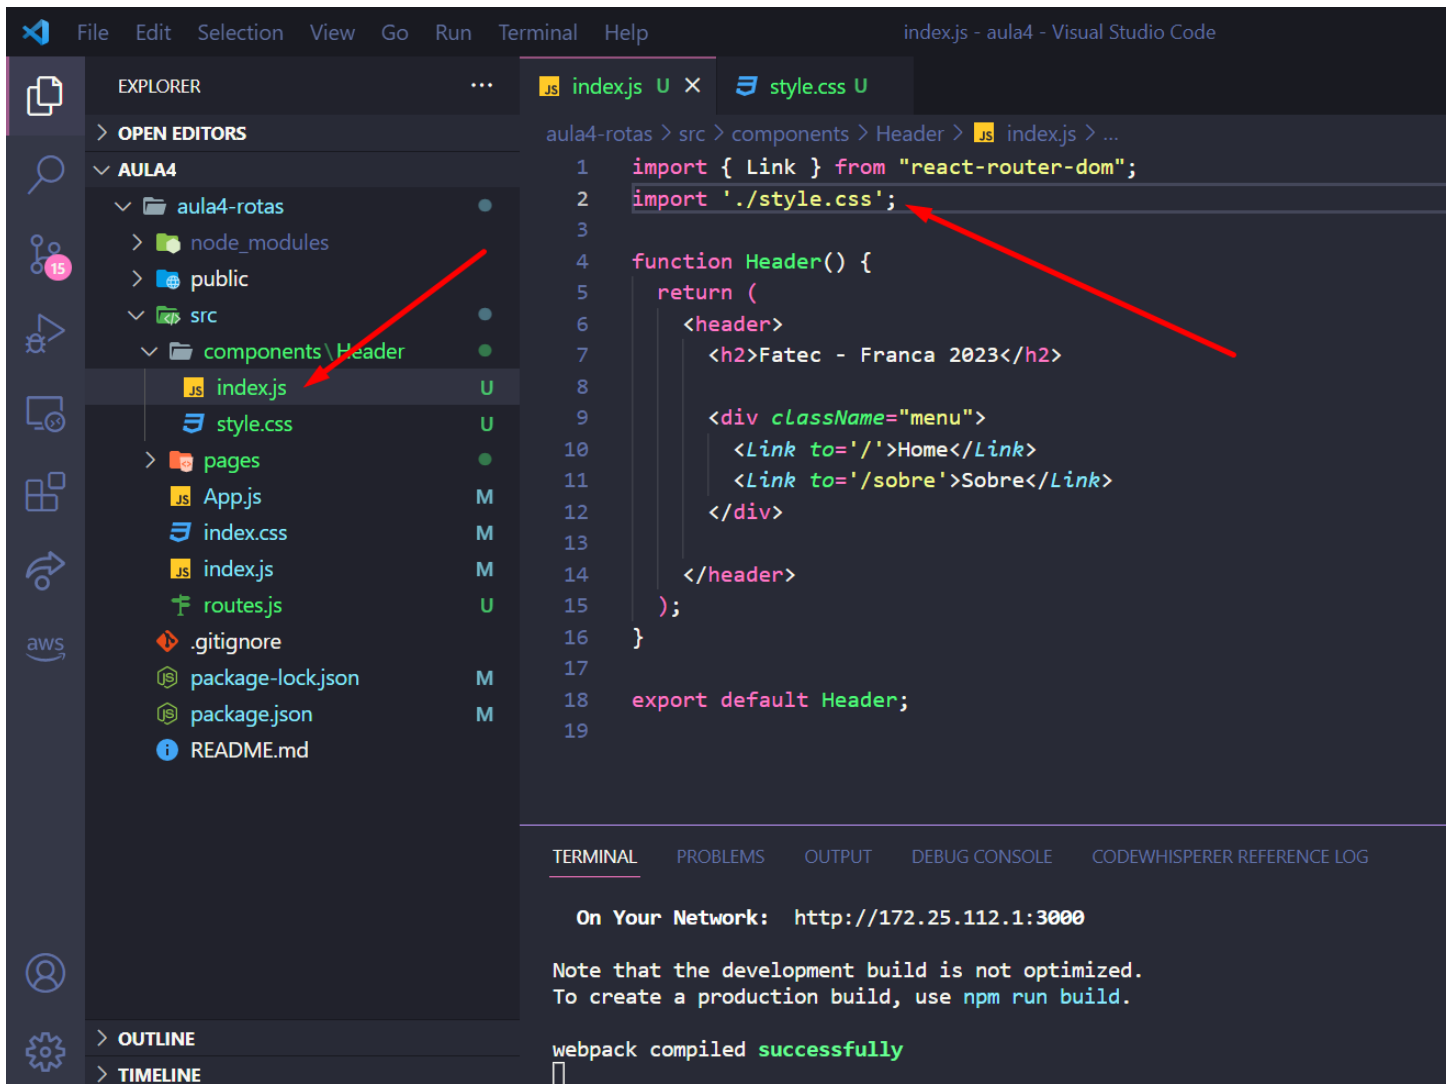 File Edit Selection View Go Run Terminal Help index.js - aula4 - Visual Studio Code
EXPLORER ···
OPEN EDITORS
AULA4
aula4-rotas
node_modules
public
src
components\Header
index.js U
style.css U
pages
App.js M
index.css M
index.js M
routes.js U
.gitignore
package-lock.json M
package.json M
README.md
OUTLINE
TIMELINE
15
aws
JS index.js U × style.css U
aula4-rotas > src > components > Header > JS index.js > ...
1 import { Link } from "react-router-dom";
2 import './style.css';
3
4 function Header() {
5 return (
6 <header>
7 <h2>Fatec - Franca 2023</h2>
8
9 <div className="menu">
10 <Link to='/'>Home</Link>
11 <Link to='/sobre'>Sobre</Link>
12 </div>
13
14 </header>
15 );
16 }
17
18 export default Header;
19
TERMINAL PROBLEMS OUTPUT DEBUG CONSOLE CODEWHISPERER REFERENCE LOG
On Your Network: http://172.25.112.1:3000
Note that the development build is not optimized.
To create a production build, use npm run build.
webpack compiled successfully